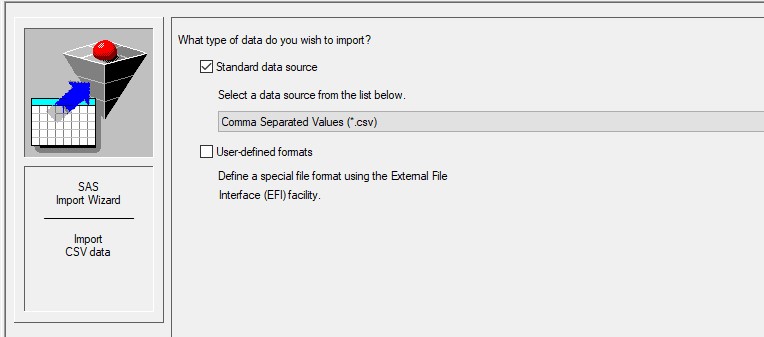 What type of data do you wish to import?
Standard data source
Select a data source from the list below.
Comma Separated Values (*.csv)
User-defined formats
Define a special file format using the External File
Interface (EFI) facility.
SAS
Import Wizard
Import
CSV data